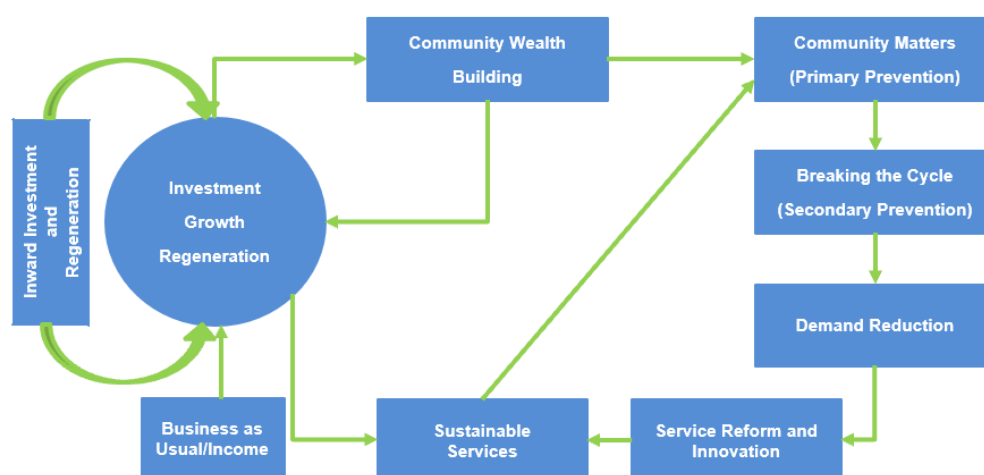 Community Wealth
Building
Community Matters
(Primary Prevention)
Inward Investment
and
Regeneration
Investment
Growth
Regeneration
Breaking the Cycle
(Secondary Prevention)
Demand Reduction
Business as
Usual/Income
Sustainable
Services
Service Reform and
Innovation